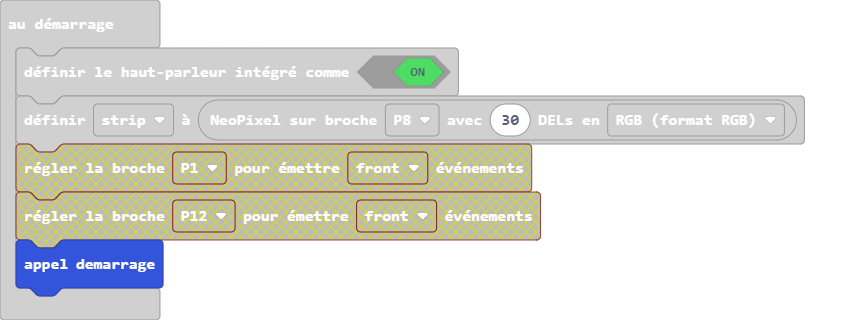 au démarrage
définir le haut-parleur intégré comme ON
définir strip à NeoPixel sur broche P8 avec 30 DELs en RGB (format RGB)
régler la broche P1 pour émettre front événements
régler la broche P12 pour émettre front événements
appel demarrage